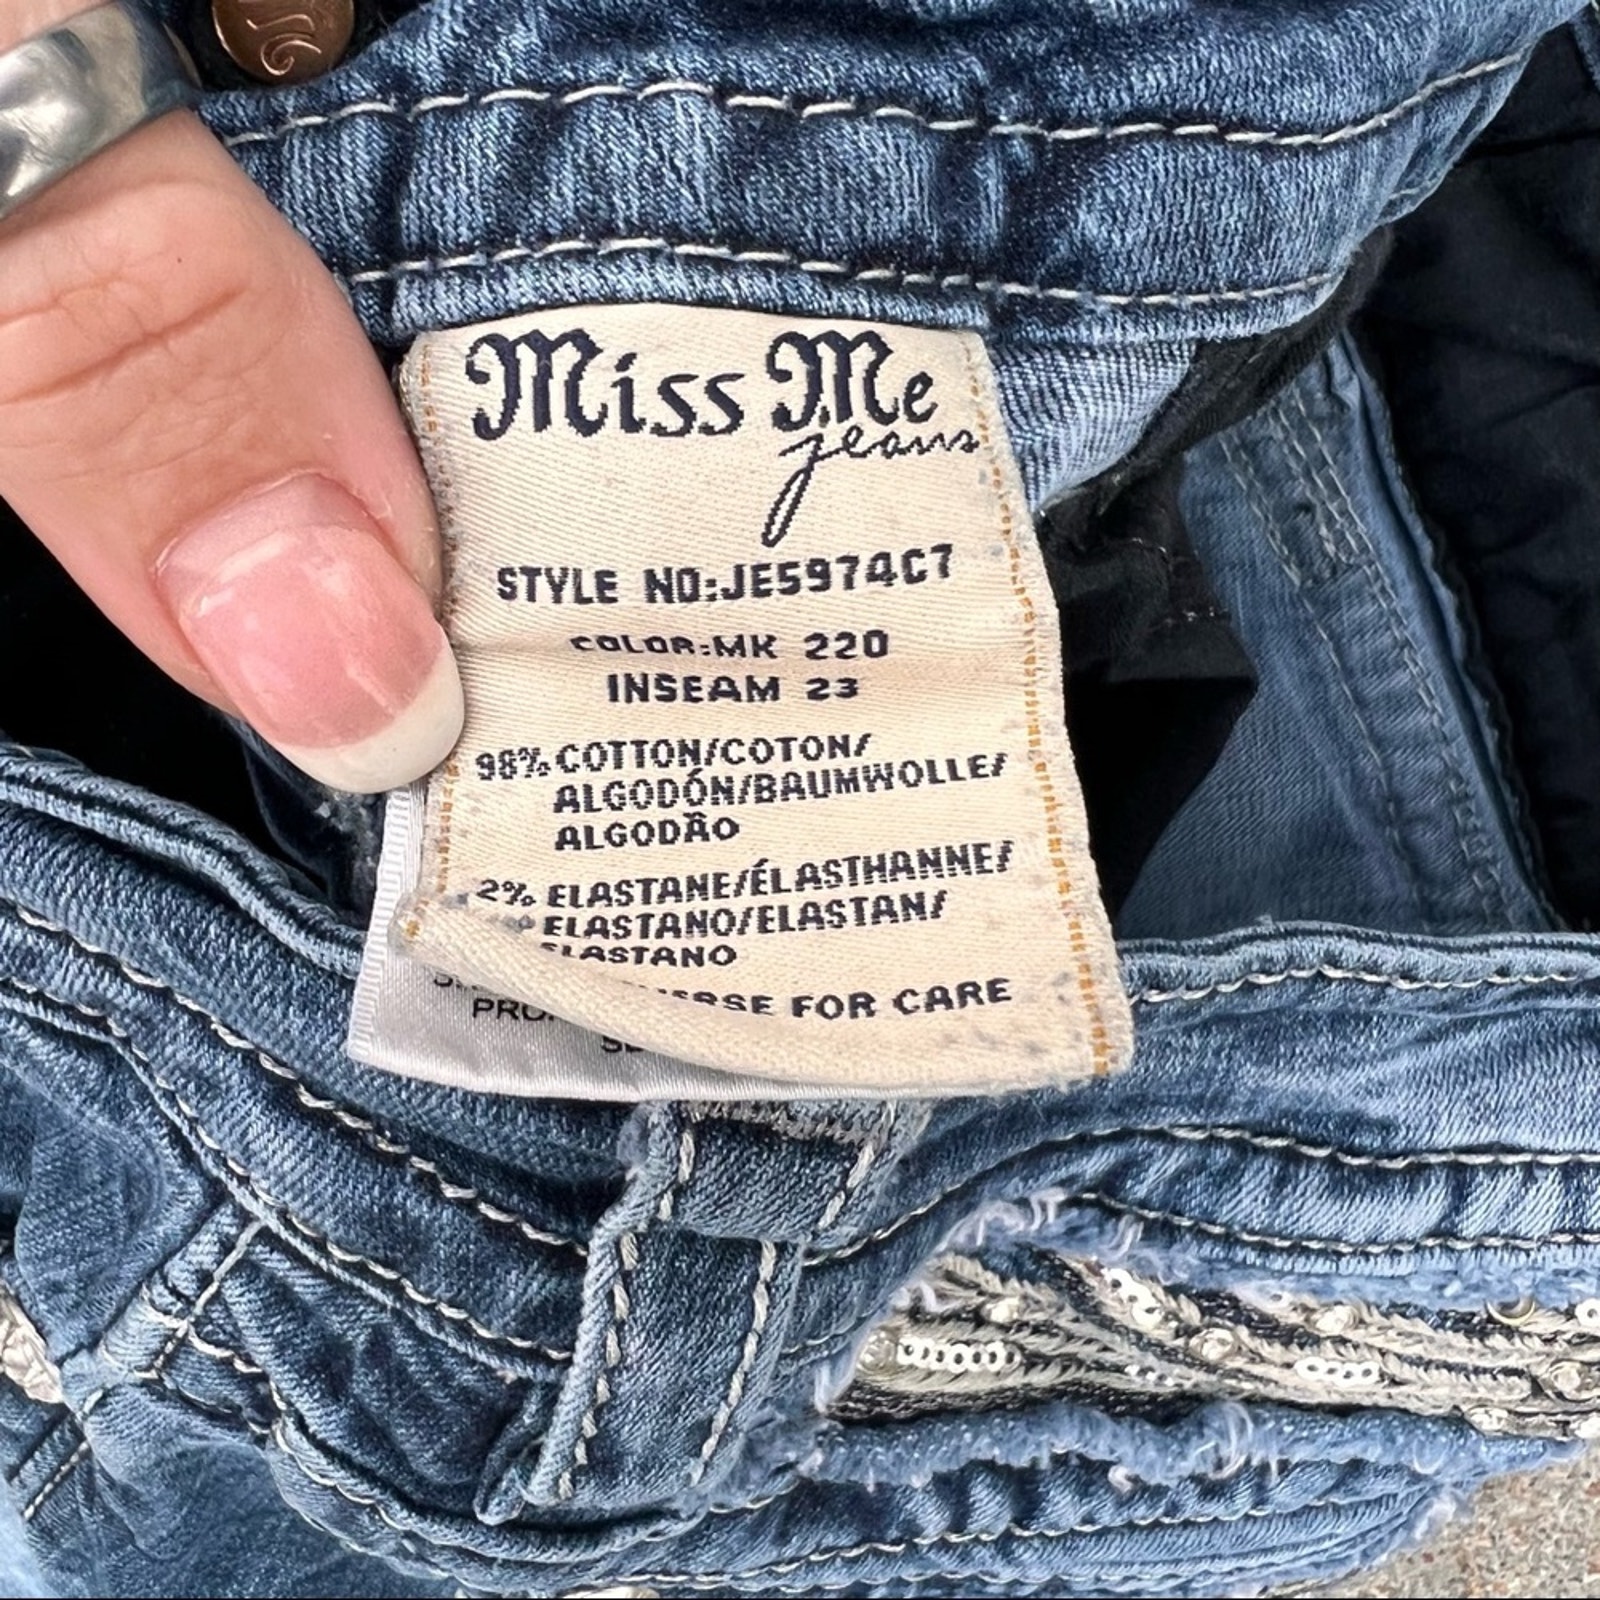 Miss Me
jeans
STYLE NO:JE5974C7
COLOR:MK 220
INSEAM 23
98% COTTON/COTON/
ALGODÓN/BAUMWOLLE/
ALGODÃO
2% ELASTANE/ÉLASTHANNE/
ELASTANO/ELASTAN/
ELASTANO
FOR CARE